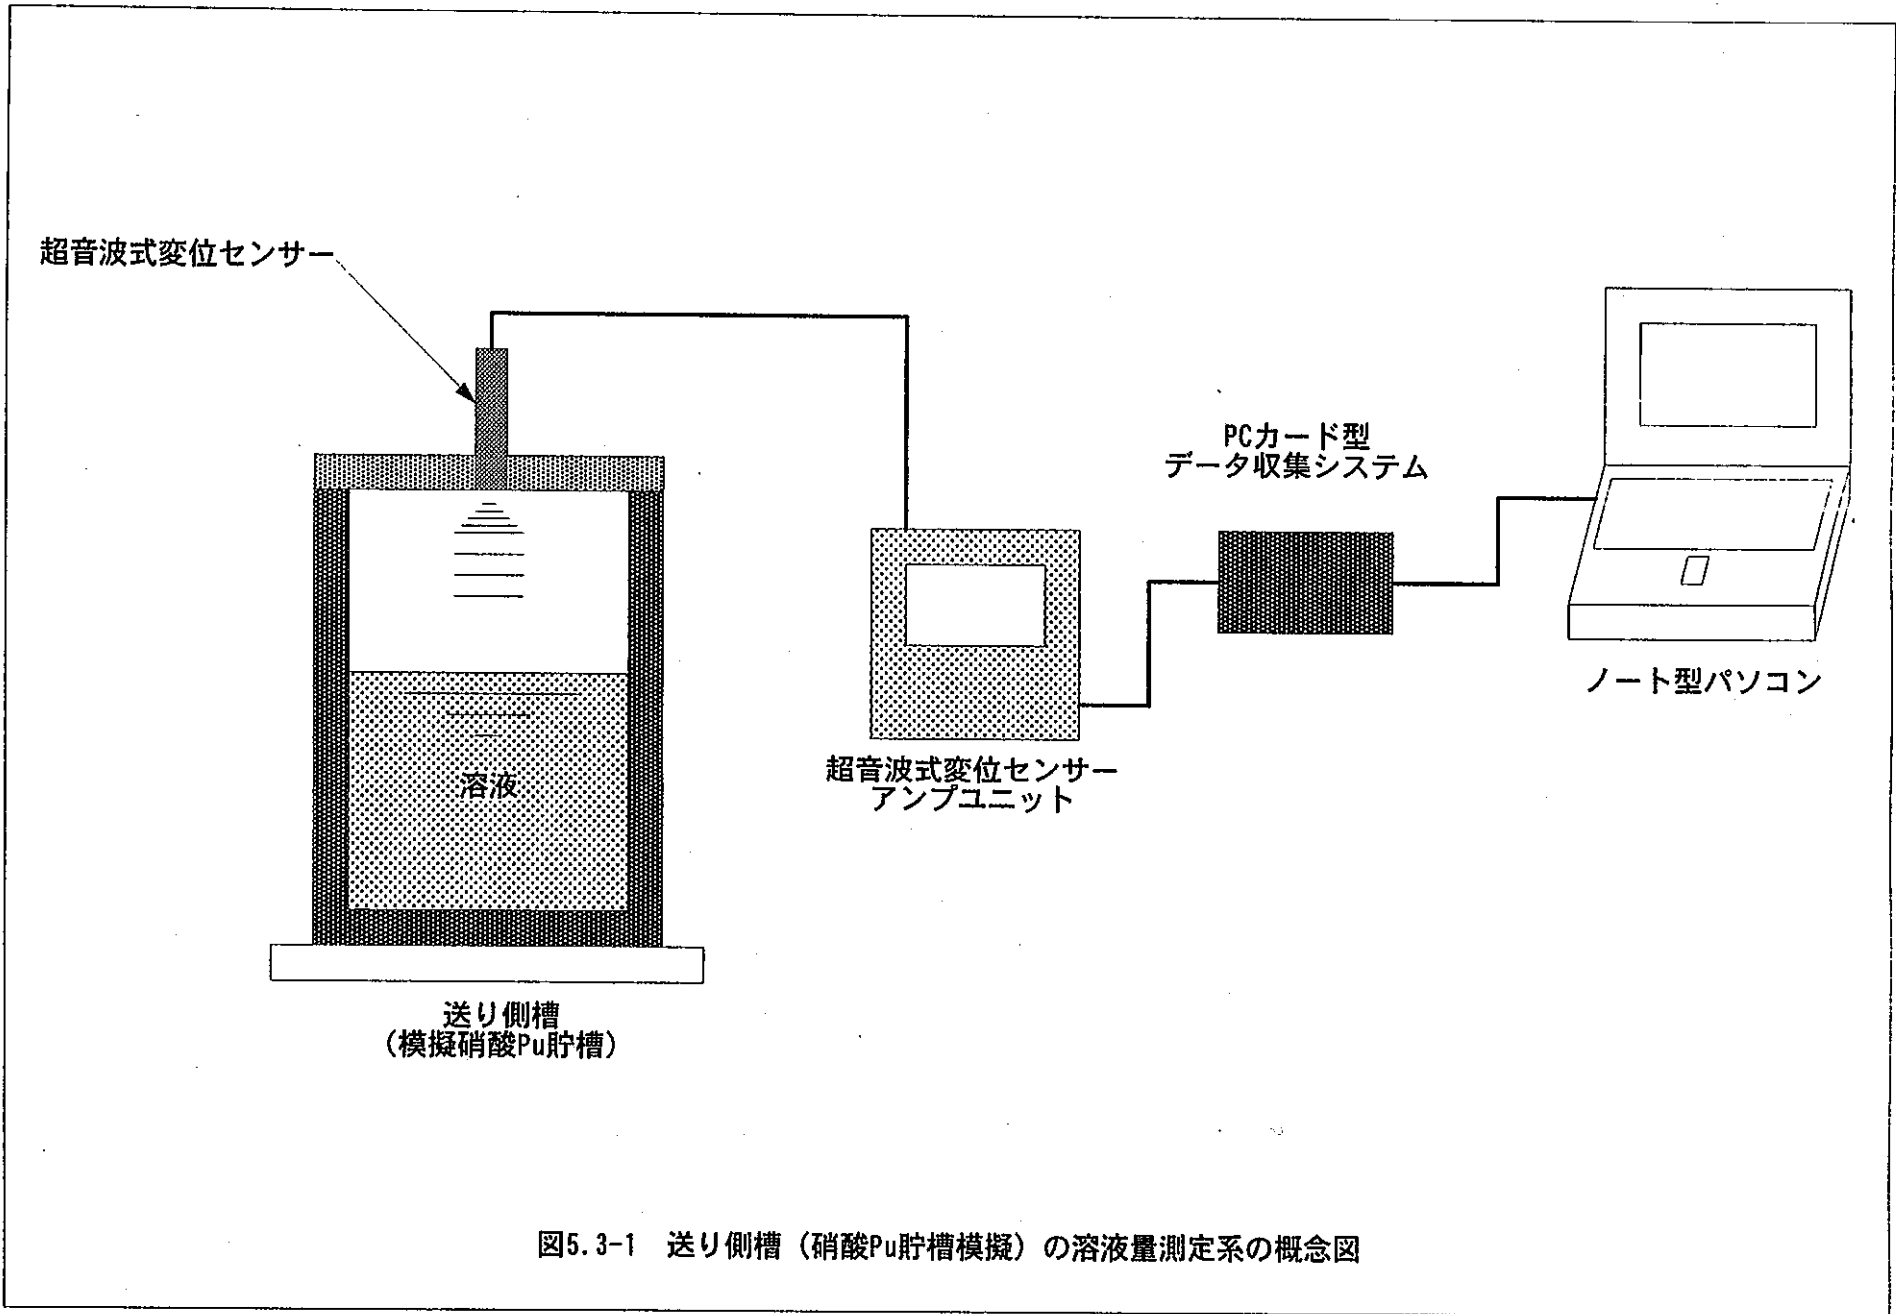 超音波式変位センサー
PCカード型
データ収集システム
ノート型パソコン
超音波式変位センサー
アンプユニット
溶液
送り側槽
（模擬硝酸Pu貯槽）
図5.3-1　送り側槽（硝酸Pu貯槽模擬）の溶液量測定系の概念図